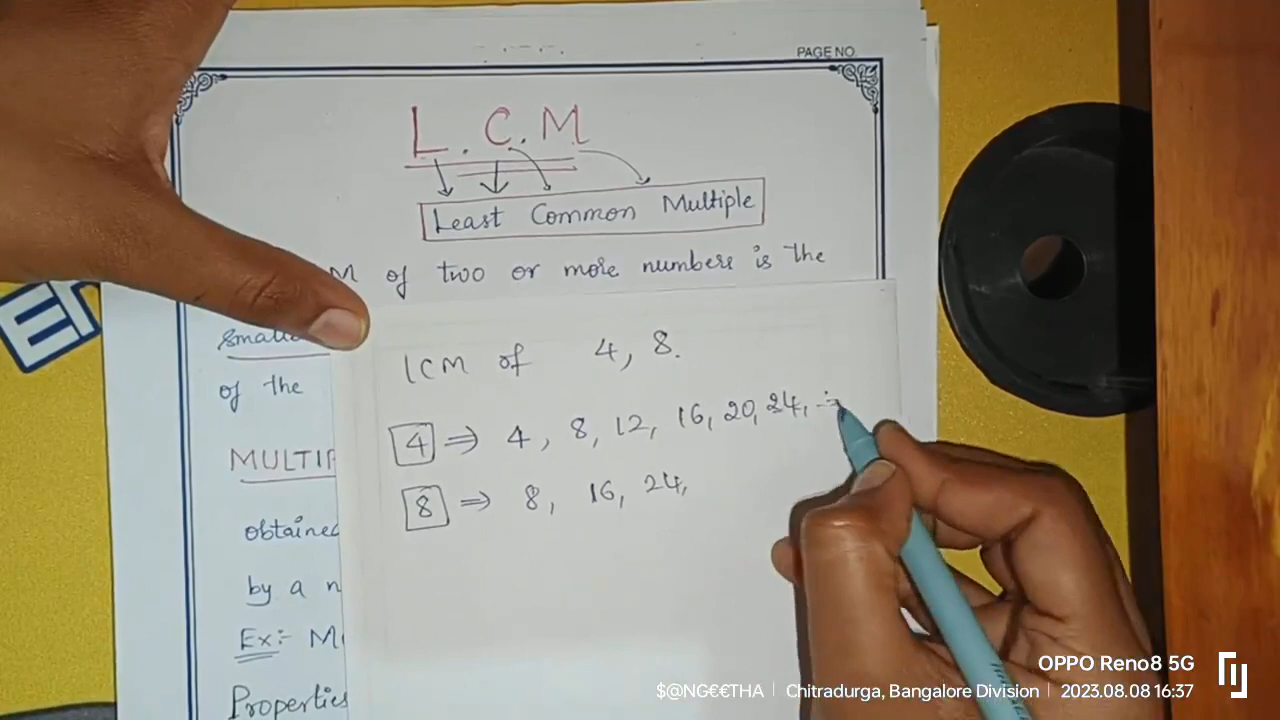 PAGE NO
L.C.M
Least Common Multiple
M of two or more numbers is the
smalle
of the
LCM of 4, 8.
4 ⇒ 4, 8, 12, 16, 20, 24,
8 ⇒ 8, 16, 24,
MULTIP
obtained
by a n
Ex:- M
Properties
OPPO Reno8 5G
$@NG€€THA | Chitradurga, Bangalore Division | 2023.08.08 16:37